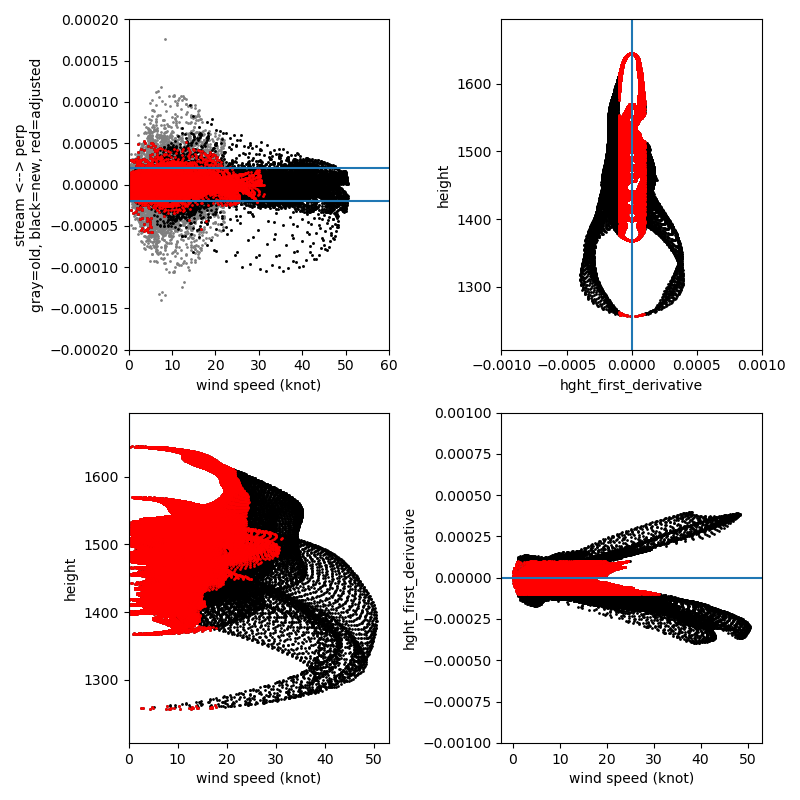 0.00020
0.00015
0.00010
0.00005
0.00000
−0.00005
−0.00010
−0.00015
−0.00020
stream <--> perp
gray=old, black=new, red=adjusted
0 10 20 30 40 50 60
wind speed (knot)
1600
1500
1400
1300
height
−0.0010 −0.0005 0.0000 0.0005 0.0010
hght_first_derivative
1600
1500
1400
1300
height
0 10 20 30 40 50
wind speed (knot)
0.00100
0.00075
0.00050
0.00025
0.00000
−0.00025
−0.00050
−0.00075
−0.00100
hght_first_derivative
0 10 20 30 40 50
wind speed (knot)